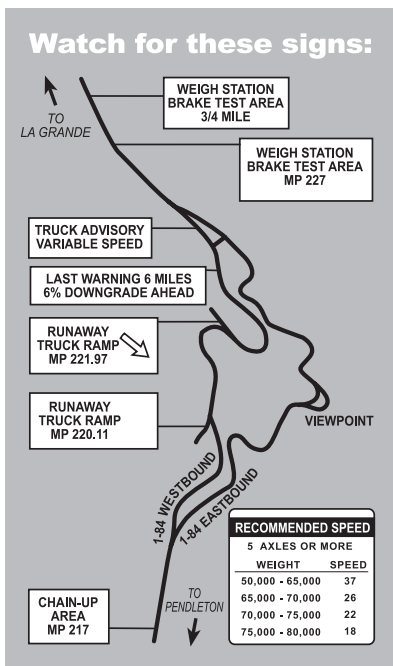 Watch for these signs:
TO
LA GRANDE
WEIGH STATION
BRAKE TEST AREA
3/4 MILE
WEIGH STATION
BRAKE TEST AREA
MP 227
TRUCK ADVISORY
VARIABLE SPEED
LAST WARNING 6 MILES
6% DOWNGRADE AHEAD
RUNAWAY
TRUCK RAMP
MP 221.97
RUNAWAY
TRUCK RAMP
MP 220.11
VIEWPOINT
1-84 WESTBOUND
1-84 EASTBOUND
CHAIN-UP
AREA
MP 217
TO
PENDLETON
RECOMMENDED SPEED
5 AXLES OR MORE
WEIGHT SPEED
50,000 - 65,000 37
65,000 - 70,000 26
70,000 - 75,000 22
75,000 - 80,000 18